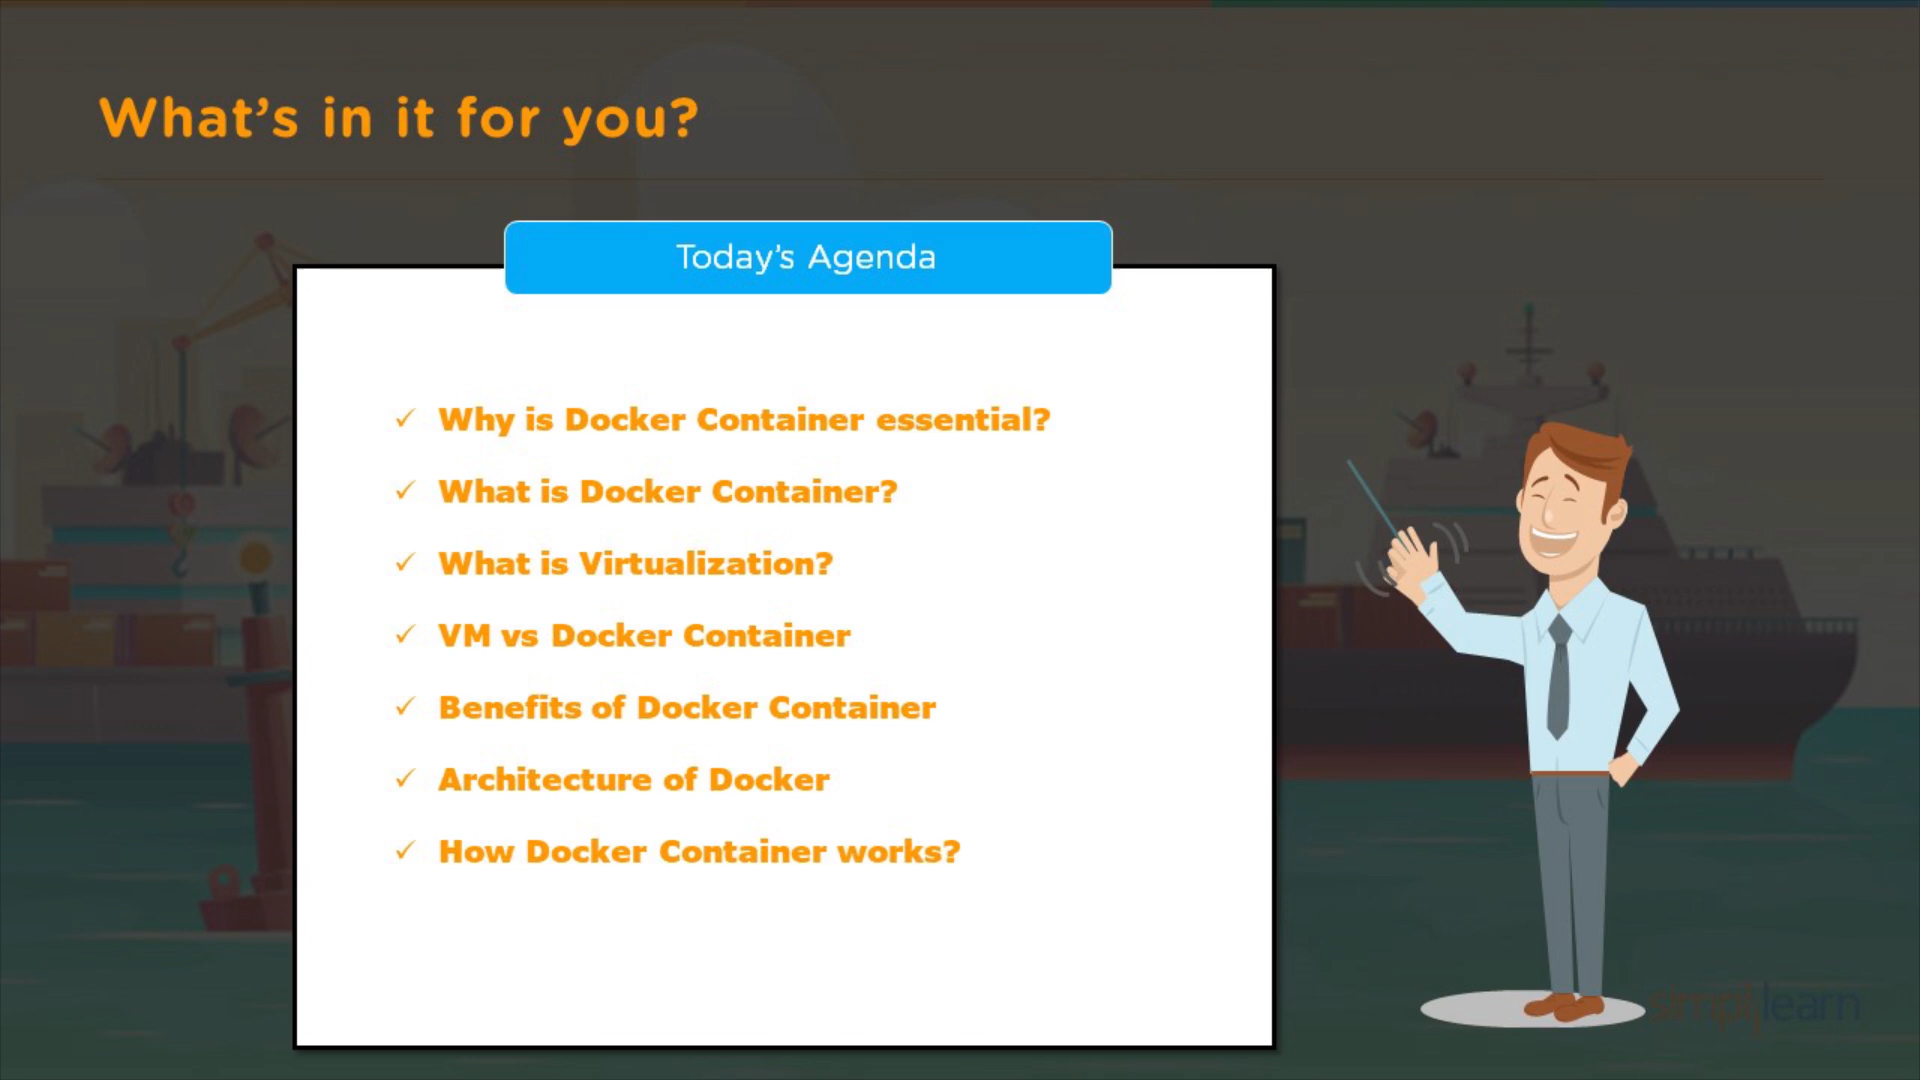 What's in it for you?
Today's Agenda
✓ Why is Docker Container essential?
✓ What is Docker Container?
✓ What is Virtualization?
✓ VM vs Docker Container
✓ Benefits of Docker Container
✓ Architecture of Docker
✓ How Docker Container works?
simplilearn